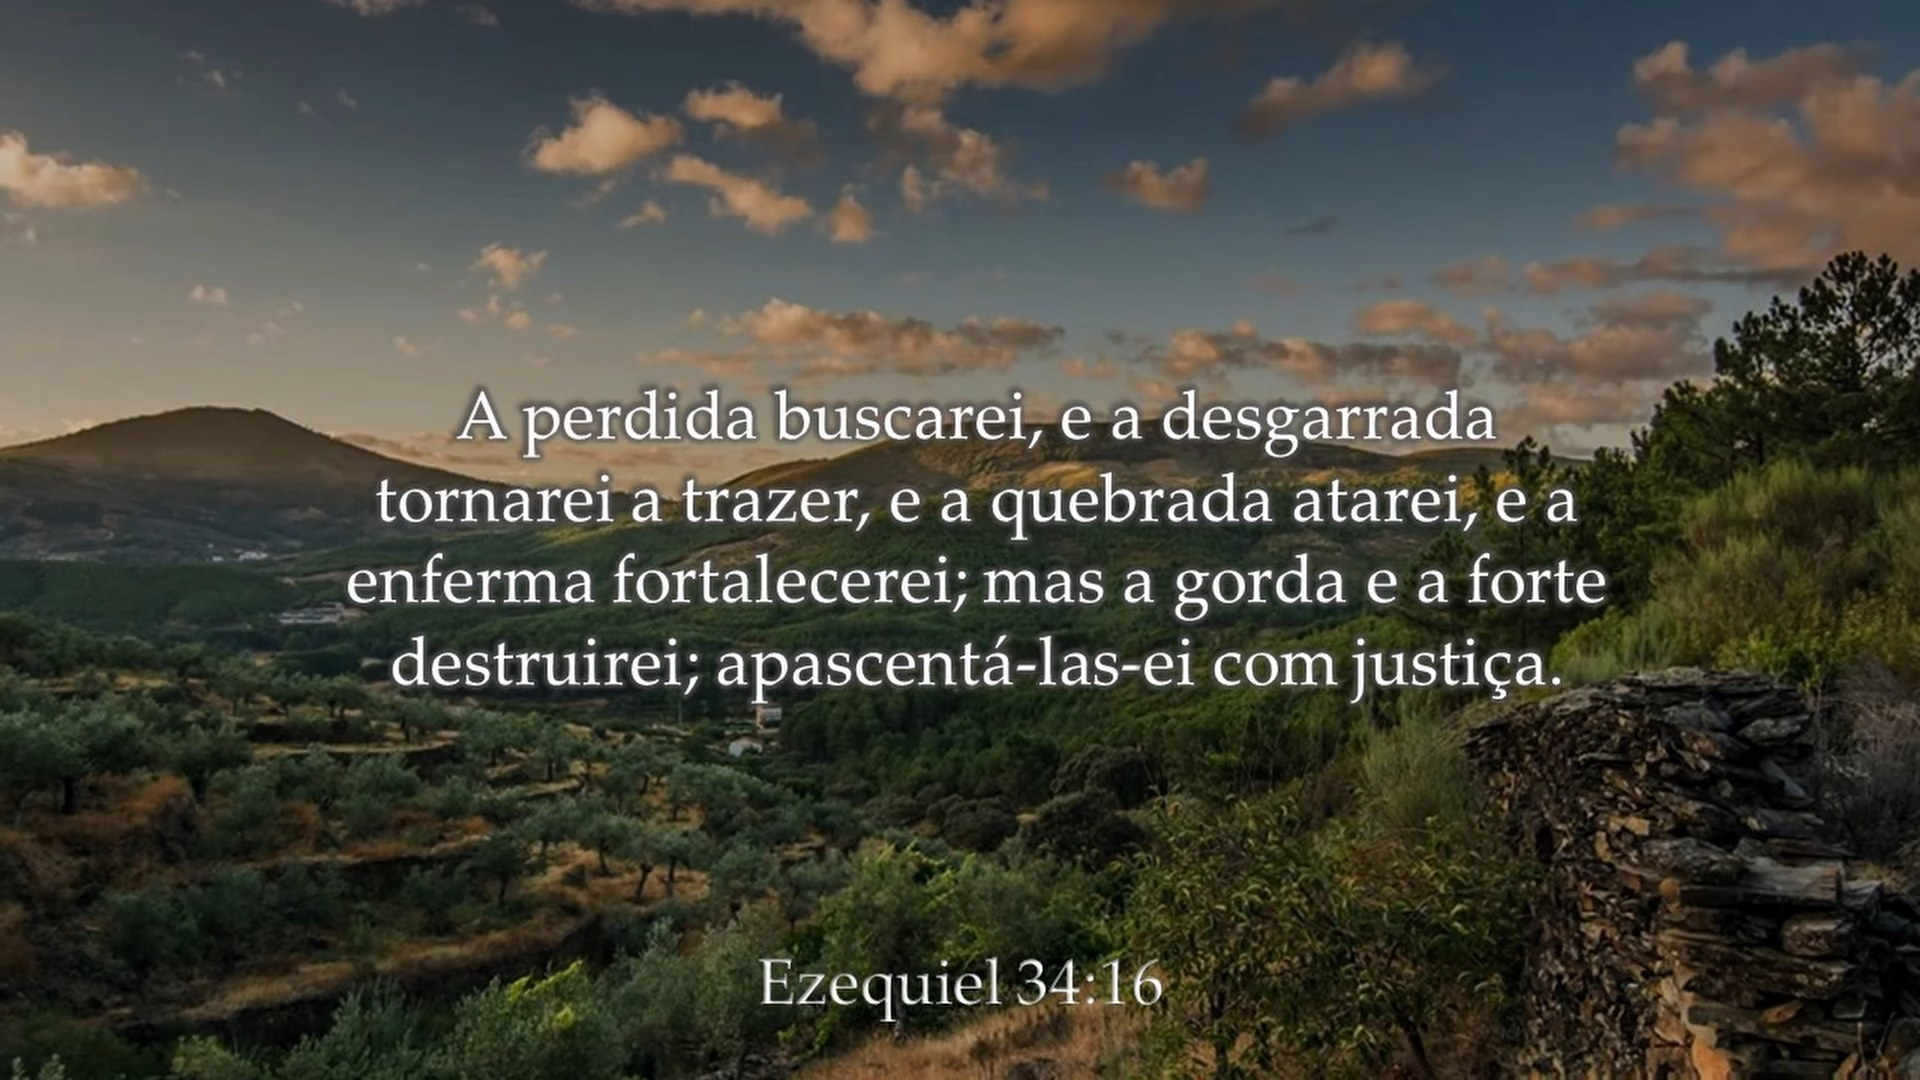 A perdida buscarei, e a desgarrada
tornarei a trazer, e a quebrada atarei, e a
enferma fortalecerei; mas a gorda e a forte
destruirei; apascentá-las-ei com justiça.
Ezequiel 34:16